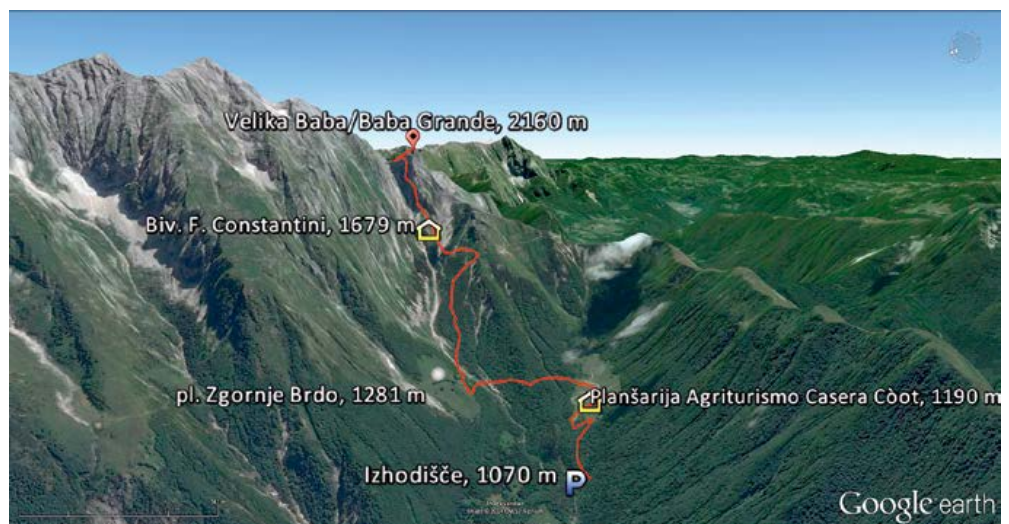 Velika Baba/Baba Grande, 2160 m
Biv. F. Constantini, 1679 m
pl. Zgornje Brdo, 1281 m
Planšarija Agriturismo Casera Còot, 1190 m
Izhodišče, 1070 m
P
Google earth